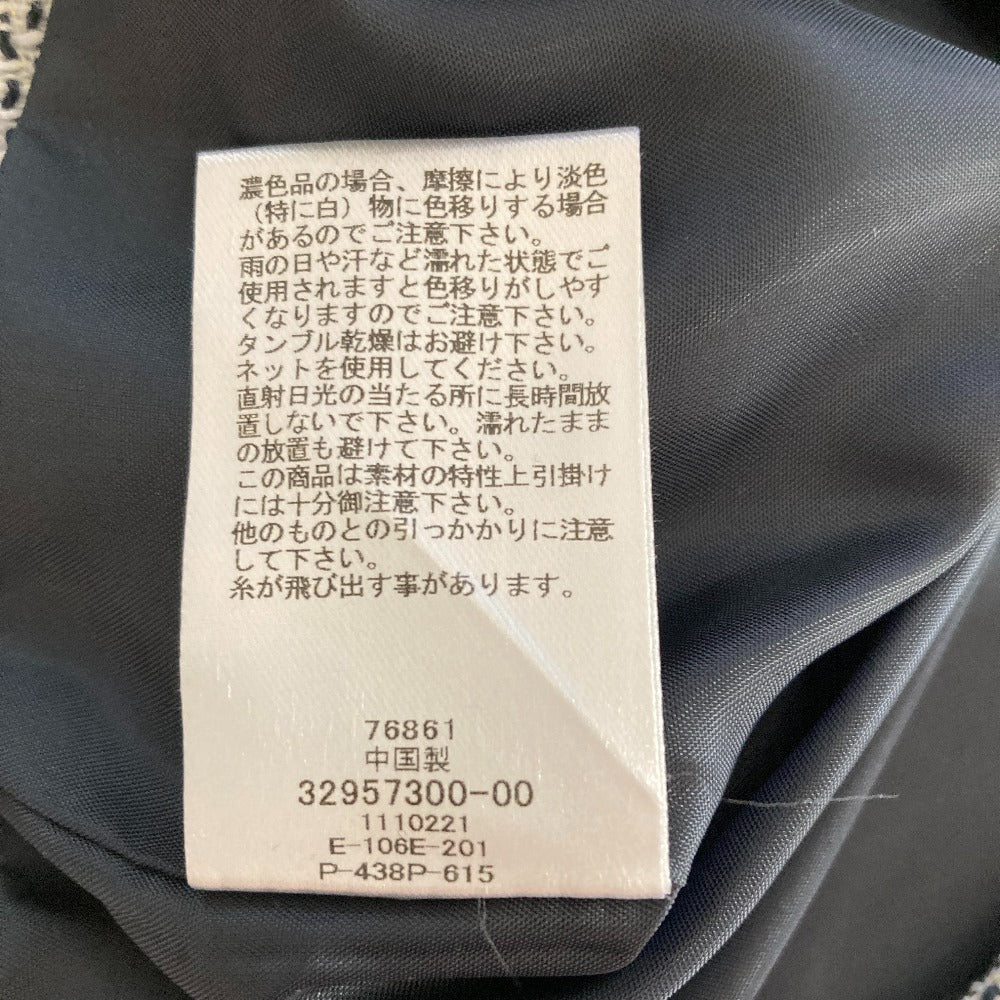 濃色品の場合、摩擦により淡色
(特に白)物に色移りする場合
があるのでご注意下さい。
雨の日や汗など濡れた状態でご
使用されますと色移りがしやす
くなりますのでご注意下さい。
タンブル乾燥はお避け下さい。
ネットを使用してください。
直射日光の当たる所に長時間放
置しないで下さい。濡れたまま
の放置も避けて下さい。
この商品は素材の特性上引掛け
には十分御注意下さい。
他のものとの引っかかりに注意
して下さい。
糸が飛び出す事があります。
76861
中国製
32957300-00
1110221
E-106E-201
P-438P-615